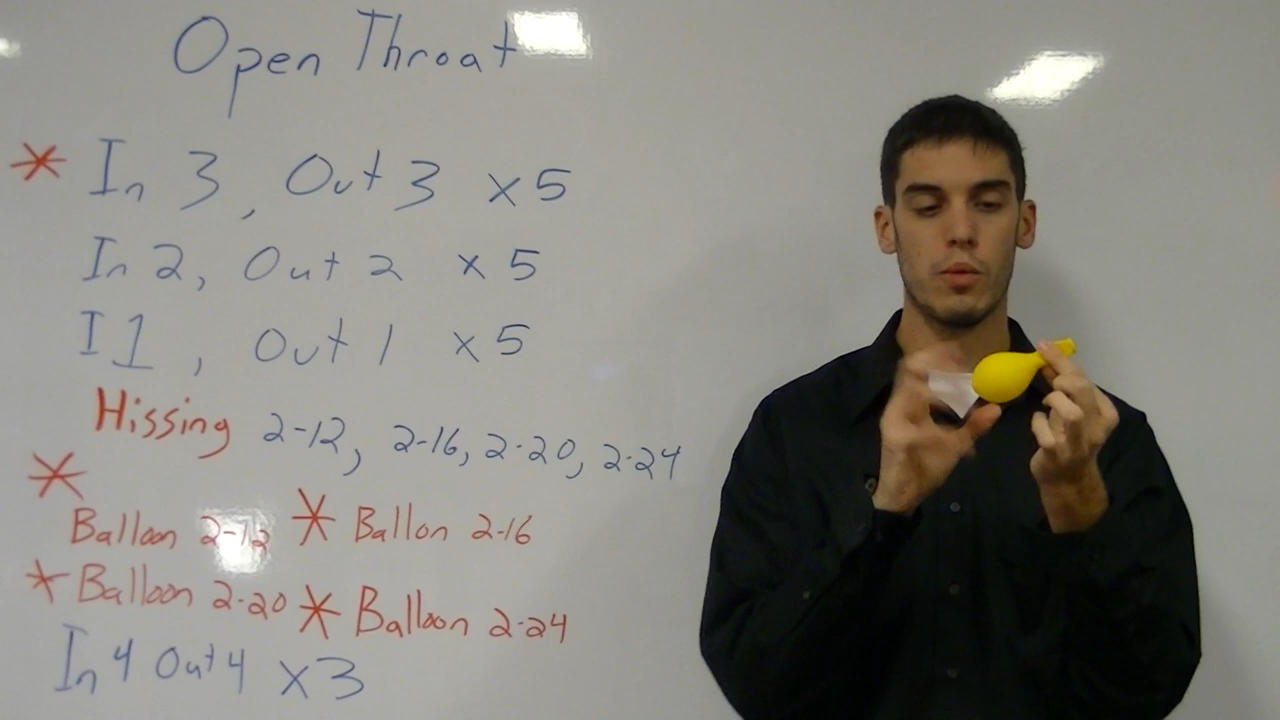 Open Throat
* In 3, Out 3 x5
In 2, Out 2 x 5
I 1, Out 1 x5
Hissing 2-12, 2-16, 2-20, 2-24
* Balloon 2-12 * Ballon 2-16
* Balloon 2-20 * Balloon 2-24
In 4 Out 4 x3